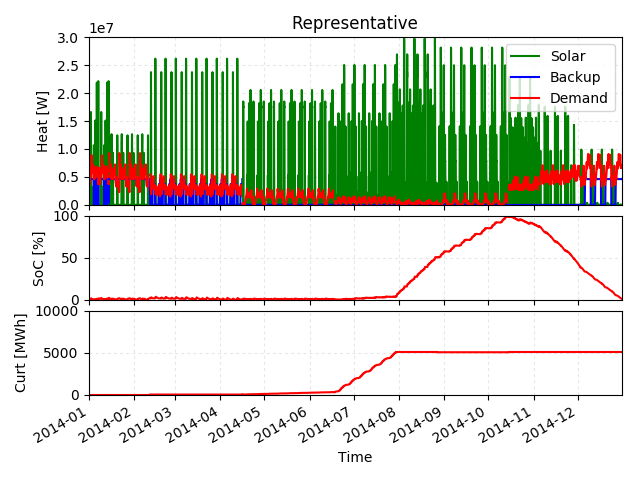 Representative
1e7
3.0
2.5
2.0
1.5
1.0
0.5
0.0
Heat [W]
Solar
Backup
Demand
100
50
0
SoC [%]
10000
5000
0
Curt [MWh]
2014-01
2014-02
2014-03
2014-04
2014-05
2014-06
2014-07
2014-08
2014-09
2014-10
2014-11
2014-12
Time